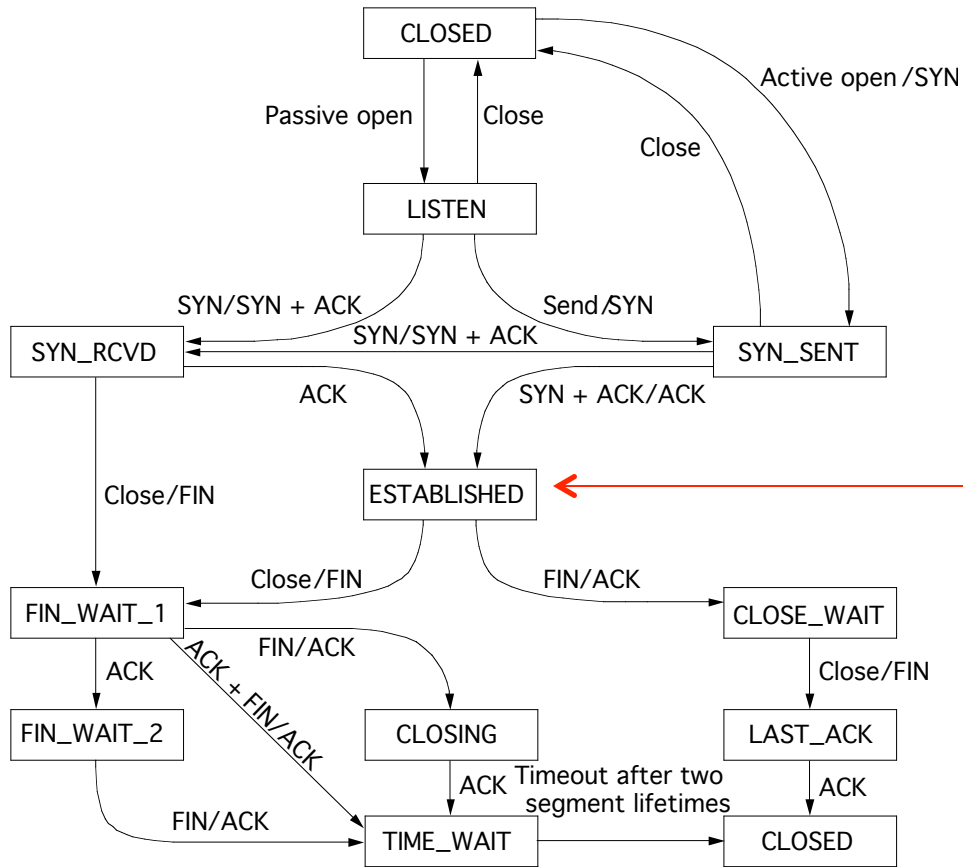 CLOSED
Active open /SYN
Passive open
Close
Close
LISTEN
SYN/SYN + ACK
Send/SYN
SYN/SYN + ACK
SYN_RCVD
SYN_SENT
ACK
SYN + ACK/ACK
ESTABLISHED
Close/FIN
Close/FIN
FIN/ACK
FIN_WAIT_1
CLOSE_WAIT
FIN/ACK
ACK + FIN/ACK
ACK
Close/FIN
FIN_WAIT_2
CLOSING
LAST_ACK
ACK
Timeout after two
segment lifetimes
ACK
FIN/ACK
TIME_WAIT
CLOSED